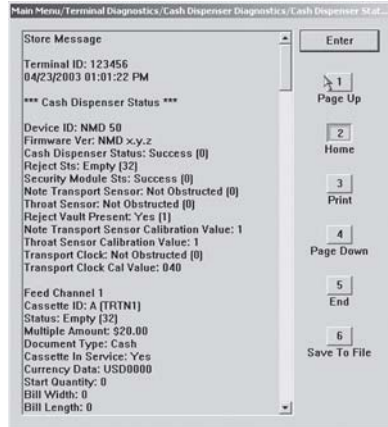 Main Menu/Terminal Diagnostics/Cash Dispenser Diagnostics/Cash Dispenser Stat...
Store Message
Terminal ID: 123456
04/23/2003 01:01:22 PM
*** Cash Dispenser Status ***
Device ID: NMD 50
Firmware Ver: NMD x.y.z
Cash Dispenser Status: Success (0)
Reject Sts: Empty (32)
Security Module Sts: Success (0)
Note Transport Sensor: Not Obstructed (0)
Throat Sensor: Not Obstructed (0)
Reject Vault Present: Yes (1)
Note Transport Sensor Calibration Value: 1
Throat Sensor Calibration Value: 1
Transport Clock: Not Obstructed (0)
Transport Clock Cal Value: 040
Feed Channel 1
Cassette ID: A (TRTN1)
Status: Empty (32)
Multiple Amount: $20.00
Document Type: Cash
Cassette In Service: Yes
Currency Data: USD0000
Start Quantity: 0
Bill Width: 0
Bill Length: 0
Enter
1
Page Up
2
Home
3
Print
4
Page Down
5
End
6
Save To File